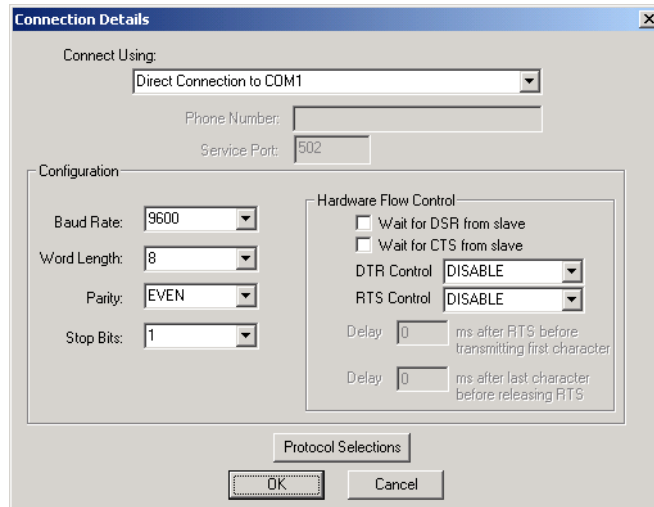 Connection Details
Connect Using:
Direct Connection to COM1
Phone Number:
Service Port: 502
Configuration
Baud Rate: 9600
Word Length: 8
Parity: EVEN
Stop Bits: 1
Hardware Flow Control
Wait for DSR from slave
Wait for CTS from slave
DTR Control DISABLE
RTS Control DISABLE
Delay 0 ms after RTS before
transmitting first character
Delay 0 ms after last character
before releasing RTS
Protocol Selections
OK Cancel